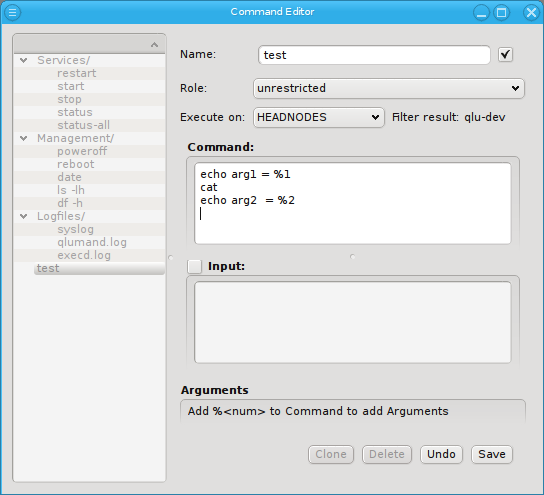 Command Editor
Services/
restart
start
stop
status
status-all
Management/
poweroff
reboot
date
ls -lh
df -h
Logfiles/
syslog
qlumand.log
execd.log
test
Name: test
Role: unrestricted
Execute on: HEADNODES Filter result: qlu-dev
Command:
echo arg1 = %1
cat
echo arg2  = %2
Input:
Arguments
Add %<num> to Command to add Arguments
Clone Delete Undo Save